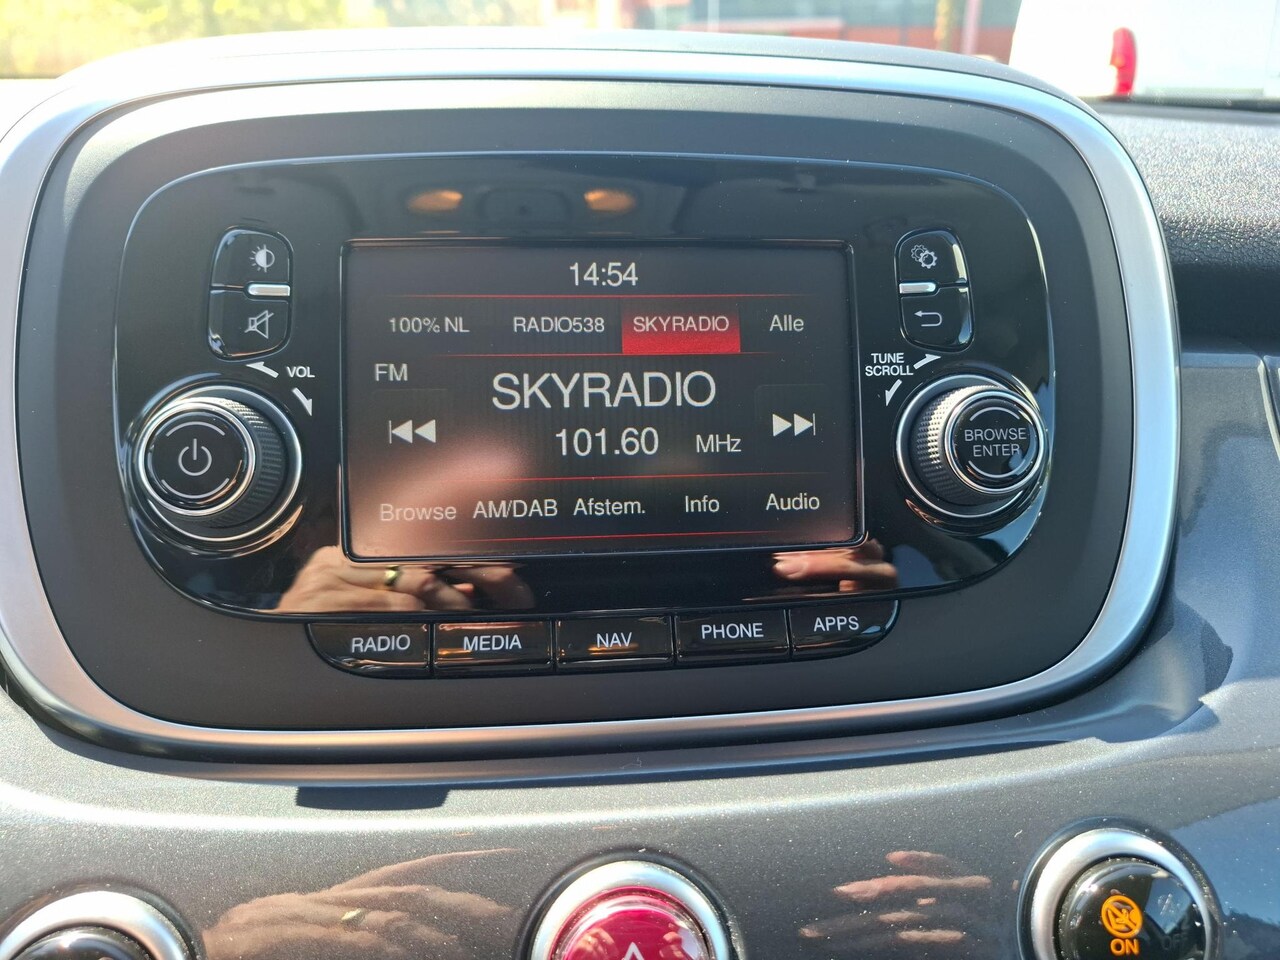 14:54
100% NL RADIO538 SKYRADIO Alle
VOL
TUNE
SCROLL
FM
SKYRADIO
101.60 MHz
BROWSE
ENTER
Browse AM/DAB Afstem. Info Audio
RADIO MEDIA NAV PHONE APPS
ON